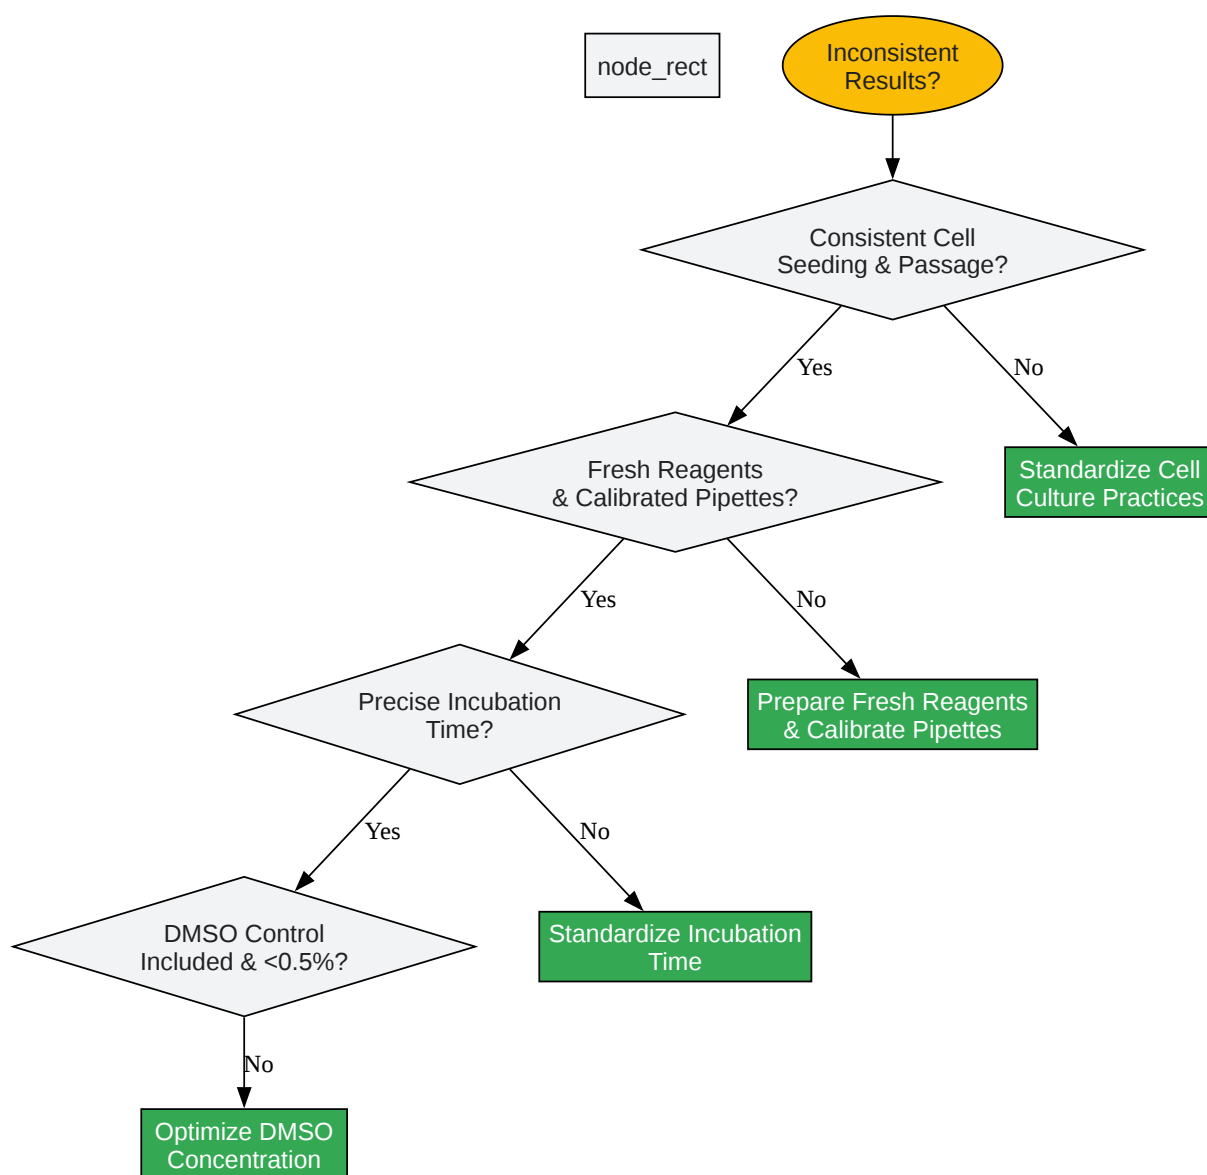 node_rect
Inconsistent
Results?
Consistent Cell
Seeding & Passage?
Yes
No
Fresh Reagents
& Calibrated Pipettes?
Standardize Cell
Culture Practices
Yes
No
Precise Incubation
Time?
Prepare Fresh Reagents
& Calibrate Pipettes
Yes
No
DMSO Control
Included & <0.5%?
Standardize Incubation
Time
No
Optimize DMSO
Concentration